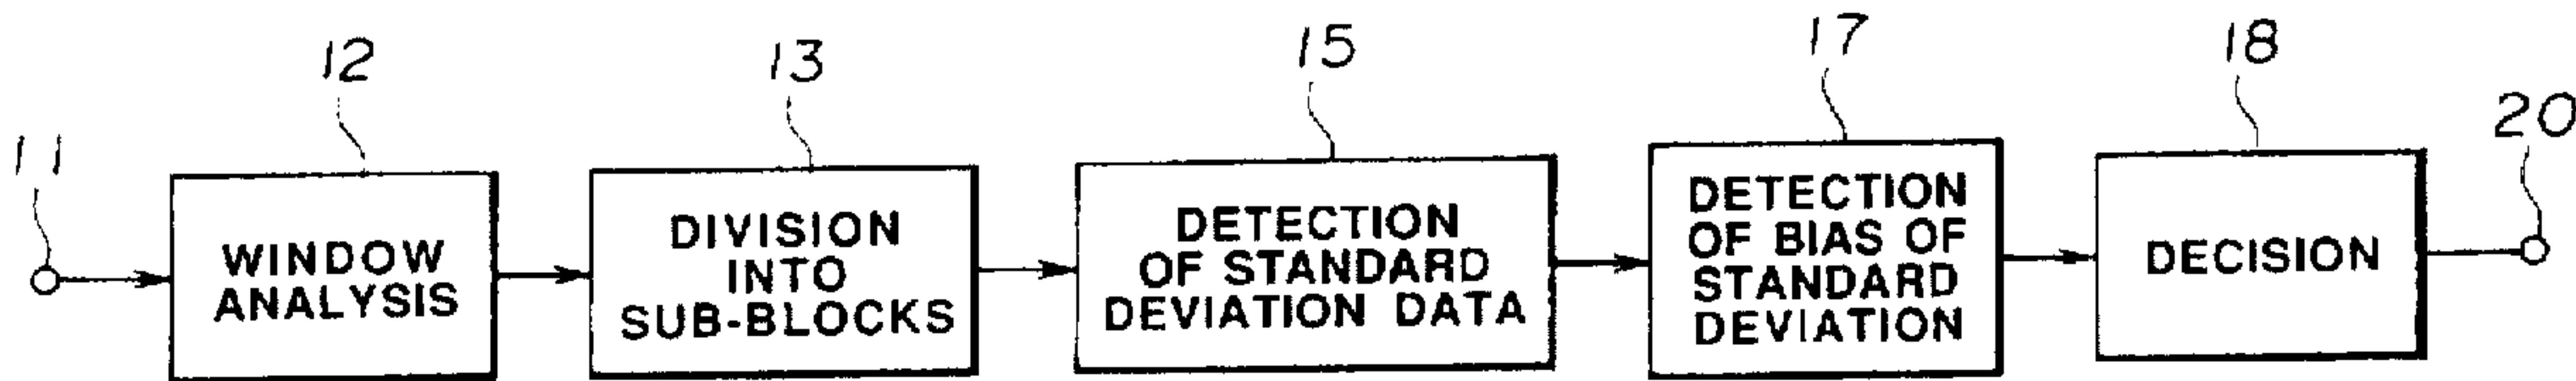 11
12
WINDOW
ANALYSIS
13
DIVISION
INTO
SUB-BLOCKS
15
DETECTION
OF STANDARD
DEVIATION DATA
17
DETECTION
OF BIAS OF
STANDARD
DEVIATION
18
DECISION
20